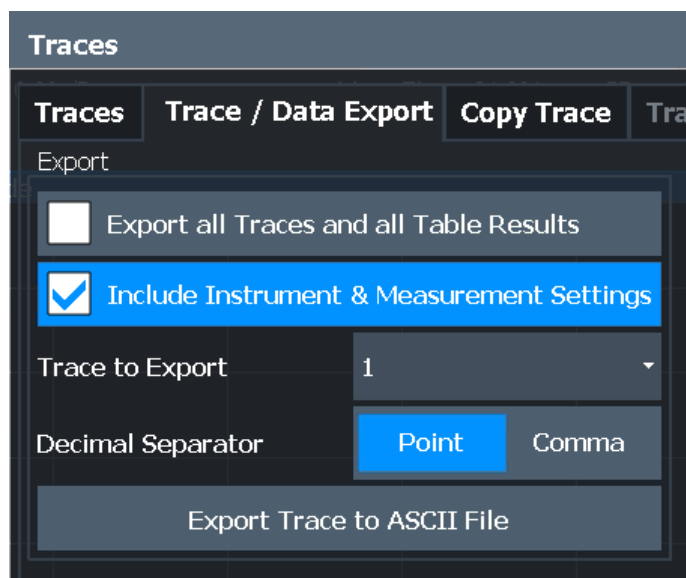 Traces
Traces Trace / Data Export Copy Trace Tra
Export
Export all Traces and all Table Results
Include Instrument & Measurement Settings
Trace to Export 1
Decimal Separator Point Comma
Export Trace to ASCII File